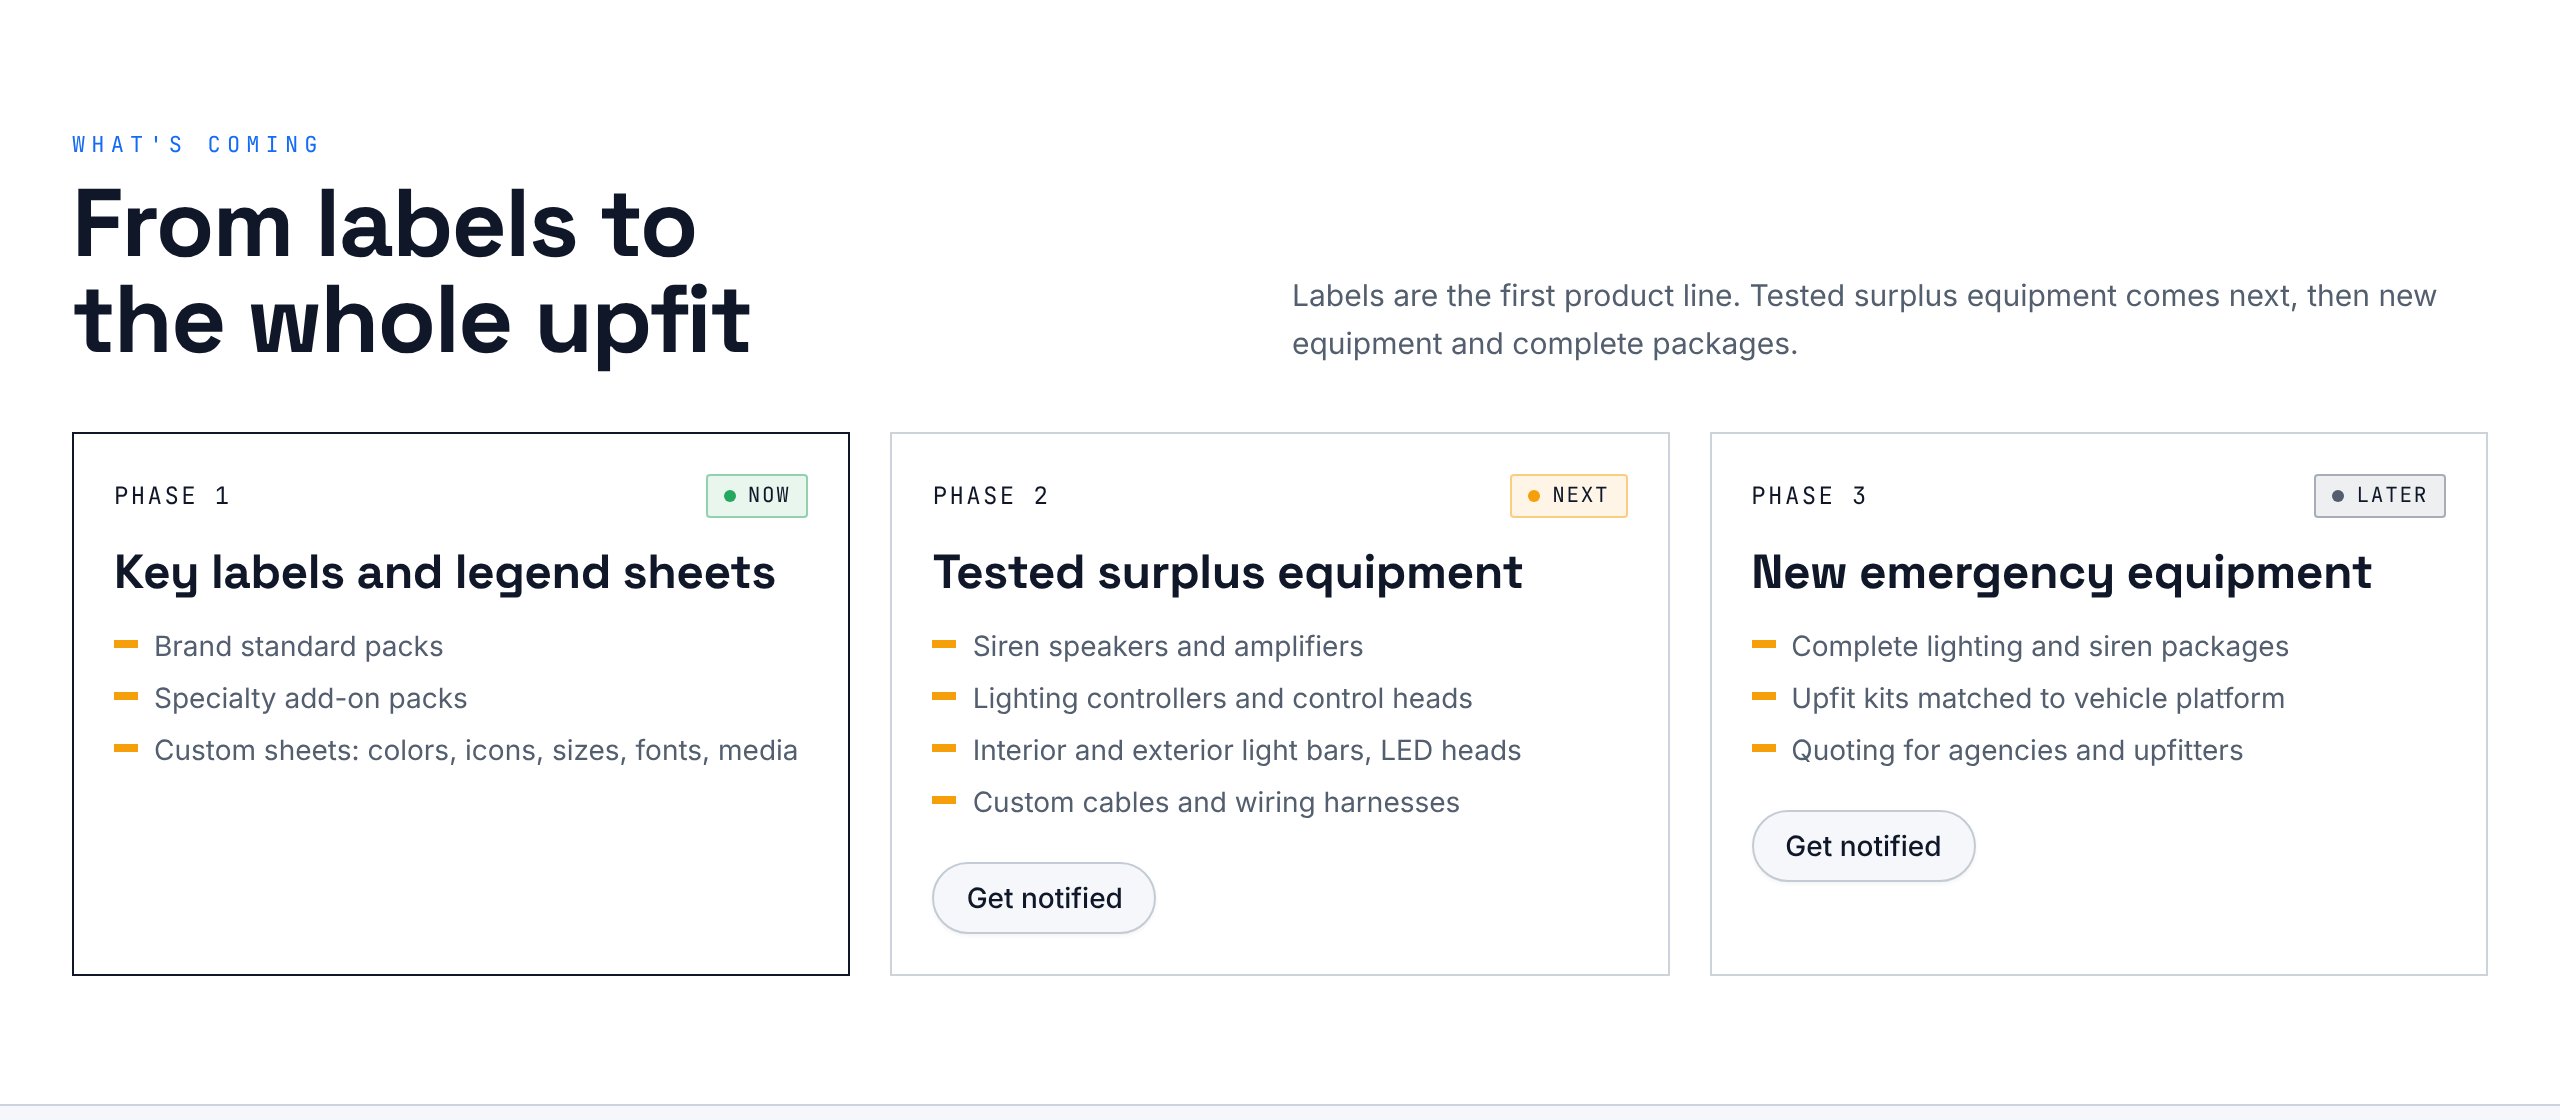 WHAT'S COMING
From labels to
the whole upfit
Labels are the first product line. Tested surplus equipment comes next, then new
equipment and complete packages.
PHASE 1
NOW
Key labels and legend sheets
Brand standard packs
Specialty add-on packs
Custom sheets: colors, icons, sizes, fonts, media
PHASE 2
NEXT
Tested surplus equipment
Siren speakers and amplifiers
Lighting controllers and control heads
Interior and exterior light bars, LED heads
Custom cables and wiring harnesses
Get notified
PHASE 3
LATER
New emergency equipment
Complete lighting and siren packages
Upfit kits matched to vehicle platform
Quoting for agencies and upfitters
Get notified